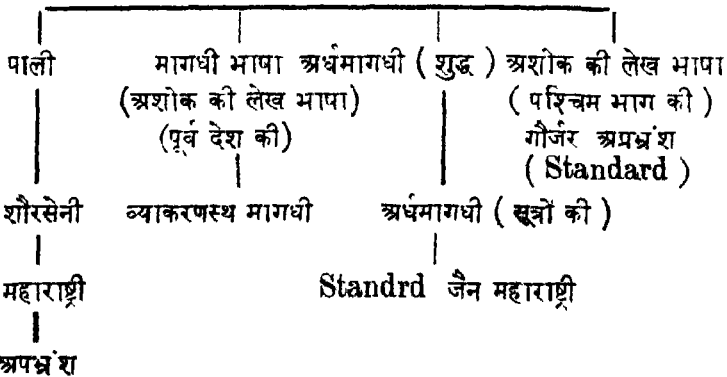 पाली मागधी भाषा अर्धमागधी ( शुद्ध ) अशोक की लेख भाषा
(अशोक की लेख भाषा) ( पश्चिम भाग की )
(पूर्व देश की) गौर्जर अपभ्रंश
( Standard )
शौरसेनी व्याकरणस्थ मागधी अर्धमागधी ( सूत्रों की )
महाराष्ट्री Standrd जैन महाराष्ट्री
अपभ्रंश